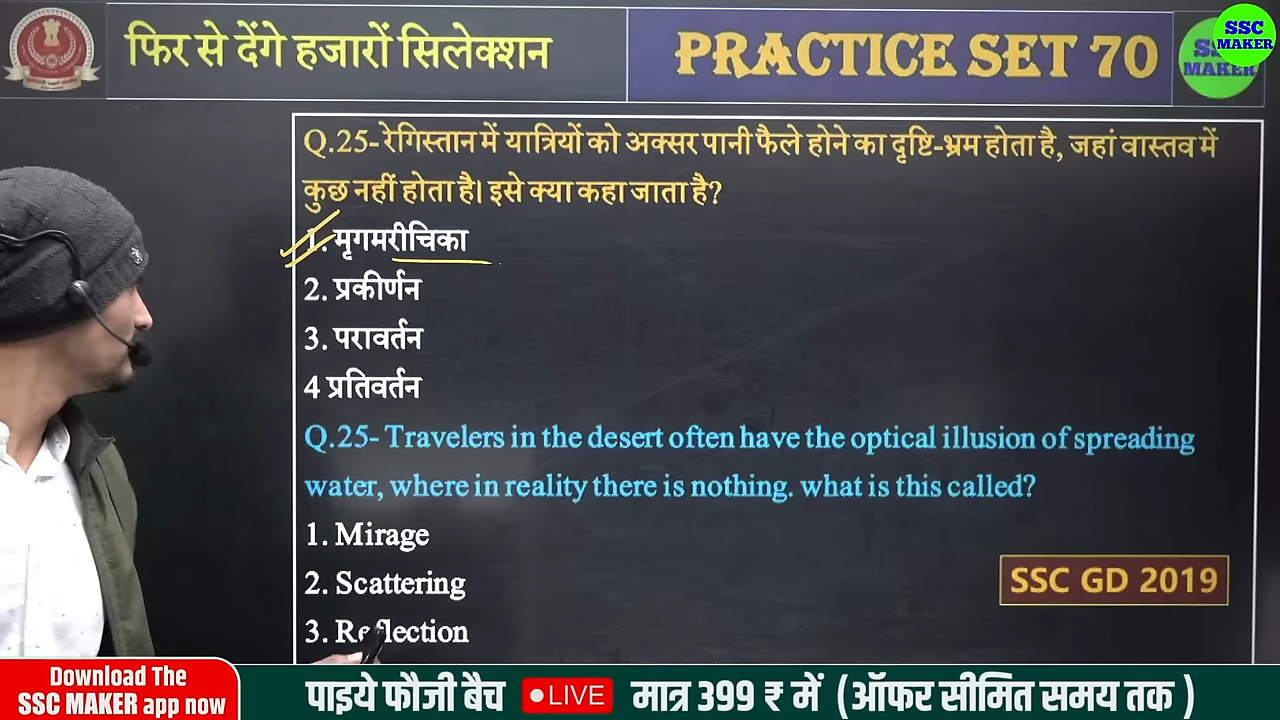 फिर से देंगे हजारों सिलेक्शन
PRACTICE SET 70
SSC
MAKER
MAKER
Q.25-रेगिस्तान में यात्रियों को अक्सर पानी फैले होने का दृष्टि-भ्रम होता है, जहां वास्तव में
कुछ नहीं होता है। इसे क्या कहा जाता है?
1. मृगमरीचिका
2. प्रकीर्णन
3. परावर्तन
4 प्रतिवर्तन
Q.25- Travelers in the desert often have the optical illusion of spreading
water, where in reality there is nothing. what is this called?
1. Mirage
2. Scattering
3. Reflection
SSC GD 2019
Download The
SSC MAKER app now
पाइये फौजी बैच LIVE मात्र 399 ₹ में (ऑफर सीमित समय तक )